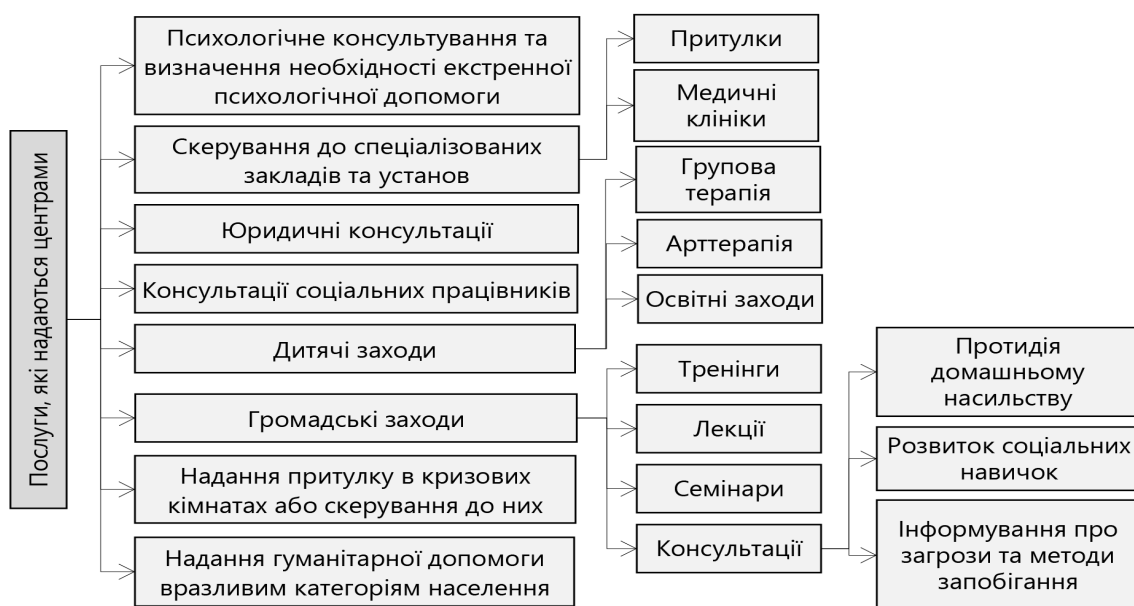 Послуги, які надаються центрами
Психологічне консультування та
визначення необхідності екстренної
психологічної допомоги
Скерування до спеціалізованих
закладів та установ
Юридичні консультації
Консультації соціальних працівників
Дитячі заходи
Громадські заходи
Надання притулку в кризових
кімнатах або скерування до них
Надання гуманітарної допомоги
вразливим категоріям населення
Притулки
Медичні
клініки
Групова
терапія
Арттерапія
Освітні заходи
Тренінги
Лекції
Семінари
Консультації
Протидія
домашньому
насильству
Розвиток соціальних
навичок
Інформування про
загрози та методи
запобігання